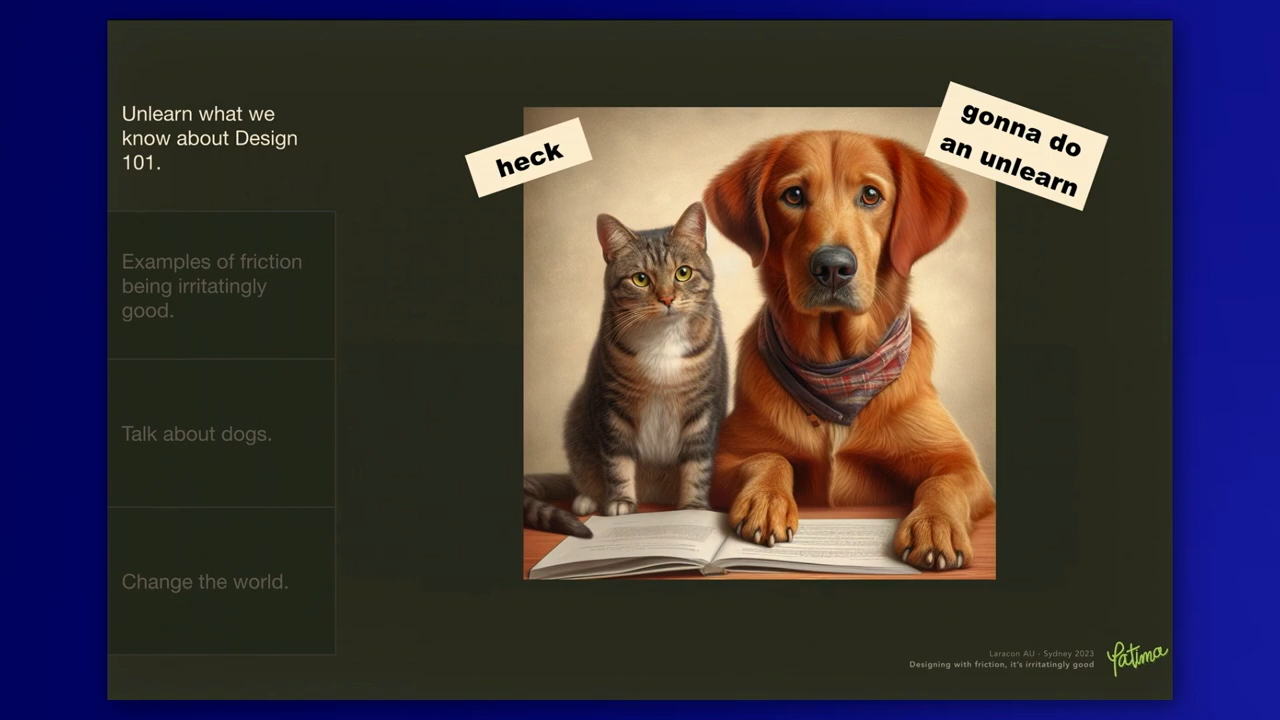 Unlearn what we
know about Design
101.
Examples of friction
being irritatingly
good.
Talk about dogs.
Change the world.
heck
gonna do
an unlearn
Laracon AU - Sydney 2023
Designing with friction, it's irritatingly good
Patima